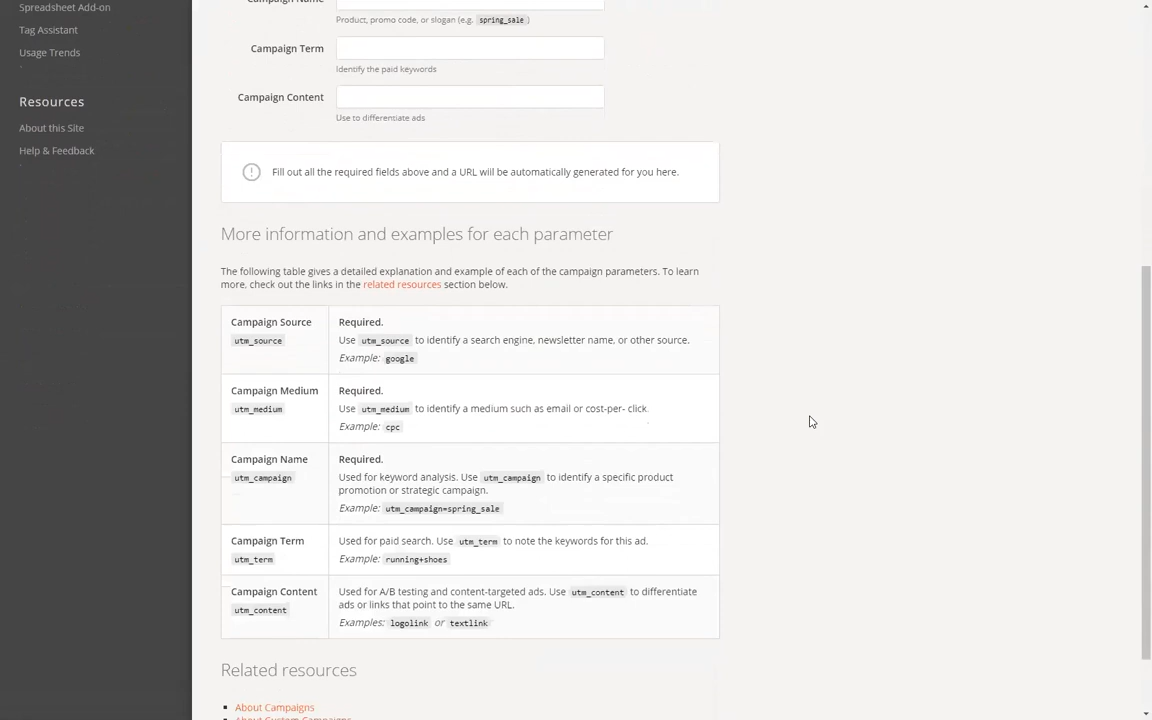 Spreadsheet Add-on
Tag Assistant
Usage Trends
Resources
About this Site
Help & Feedback
Campaign Name
Product, promo code, or slogan (e.g. spring_sale )
Campaign Term
Identify the paid keywords
Campaign Content
Use to differentiate ads
Fill out all the required fields above and a URL will be automatically generated for you here.
More information and examples for each parameter
The following table gives a detailed explanation and example of each of the campaign parameters. To learn
more, check out the links in the related resources section below.
Campaign Source
utm_source
Required.
Use utm_source to identify a search engine, newsletter name, or other source.
Example: google
Campaign Medium
utm_medium
Required.
Use utm_medium to identify a medium such as email or cost-per- click.
Example: cpc
Campaign Name
utm_campaign
Required.
Used for keyword analysis. Use utm_campaign to identify a specific product
promotion or strategic campaign.
Example: utm_campaign=spring_sale
Campaign Term
utm_term
Used for paid search. Use utm_term to note the keywords for this ad.
Example: running+shoes
Campaign Content
utm_content
Used for A/B testing and content-targeted ads. Use utm_content to differentiate
ads or links that point to the same URL.
Examples: logolink or textlink
Related resources
About Campaigns
About Custom Campaigns